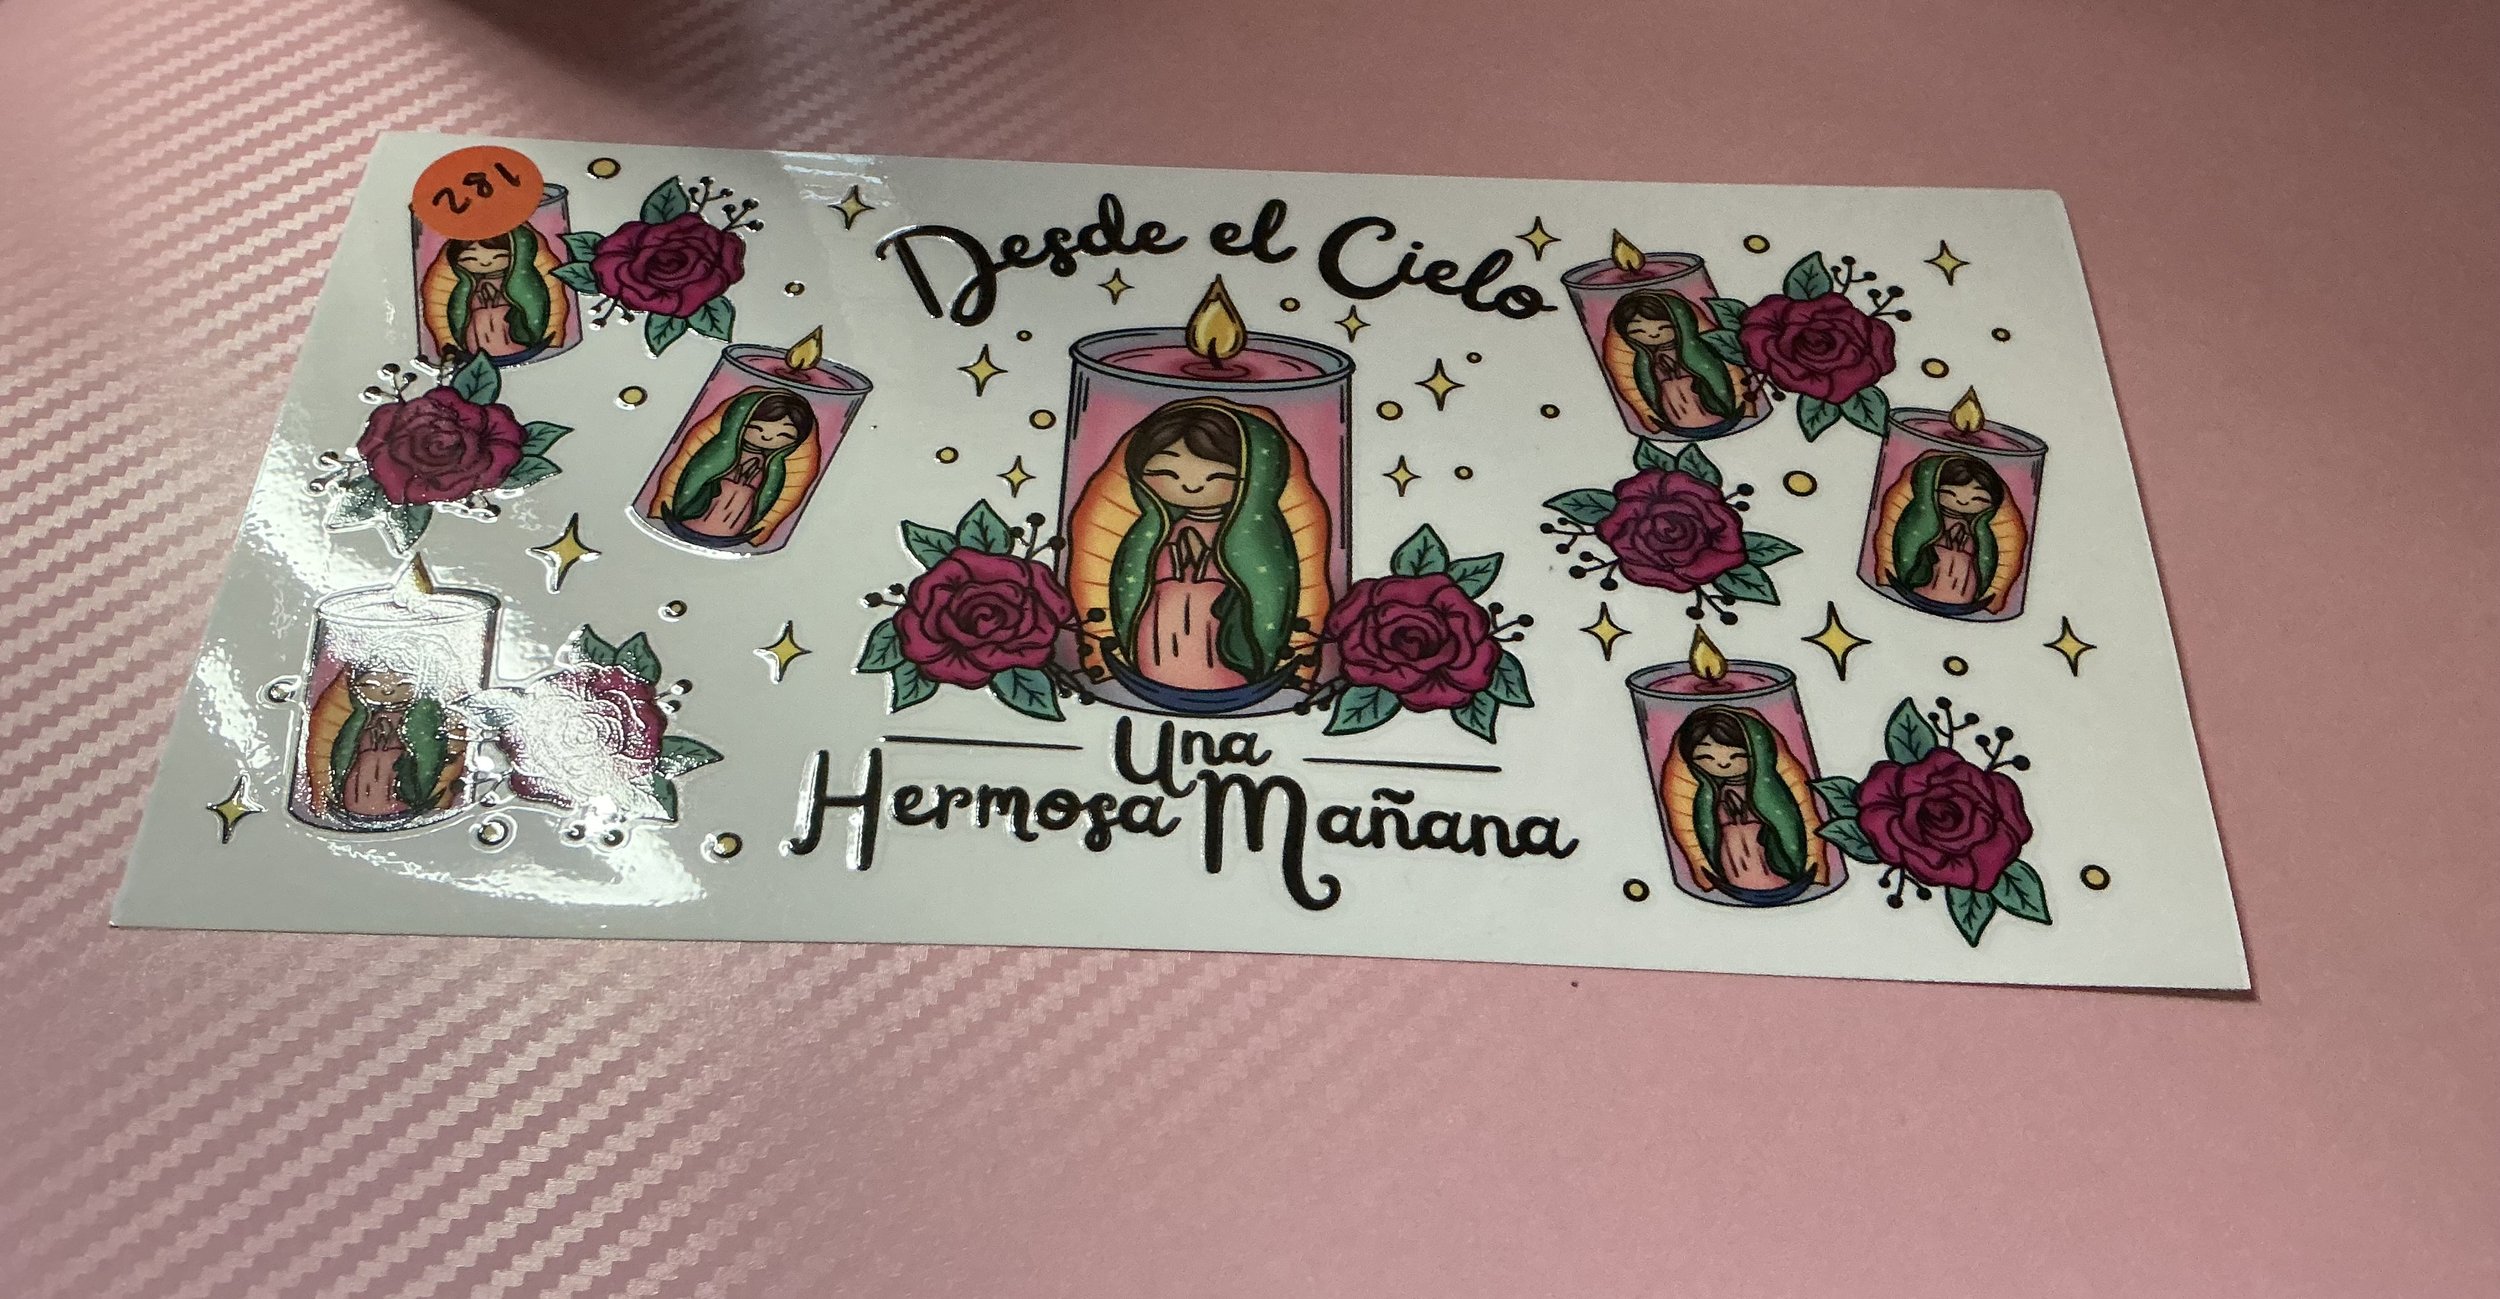 281
Desde el Cielo
Una
Hermosa Mañana